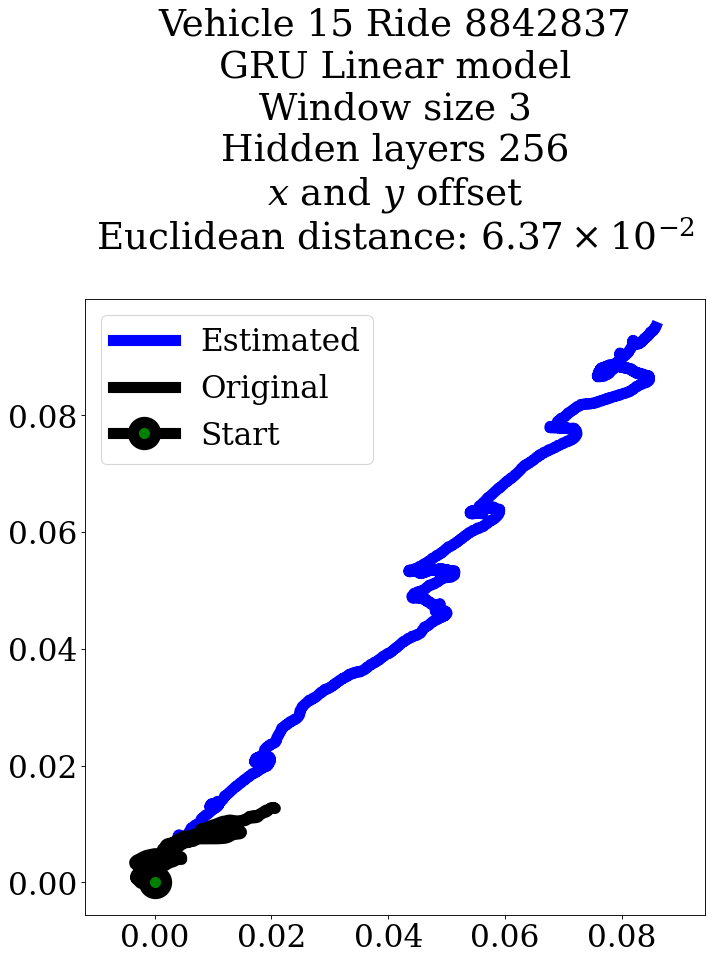 Vehicle 15 Ride 8842837
GRU Linear model
Window size 3
Hidden layers 256
x and y offset
Euclidean distance: 6.37 × 10⁻²
Estimated
Original
Start
0.08
0.06
0.04
0.02
0.00
0.00 0.02 0.04 0.06 0.08